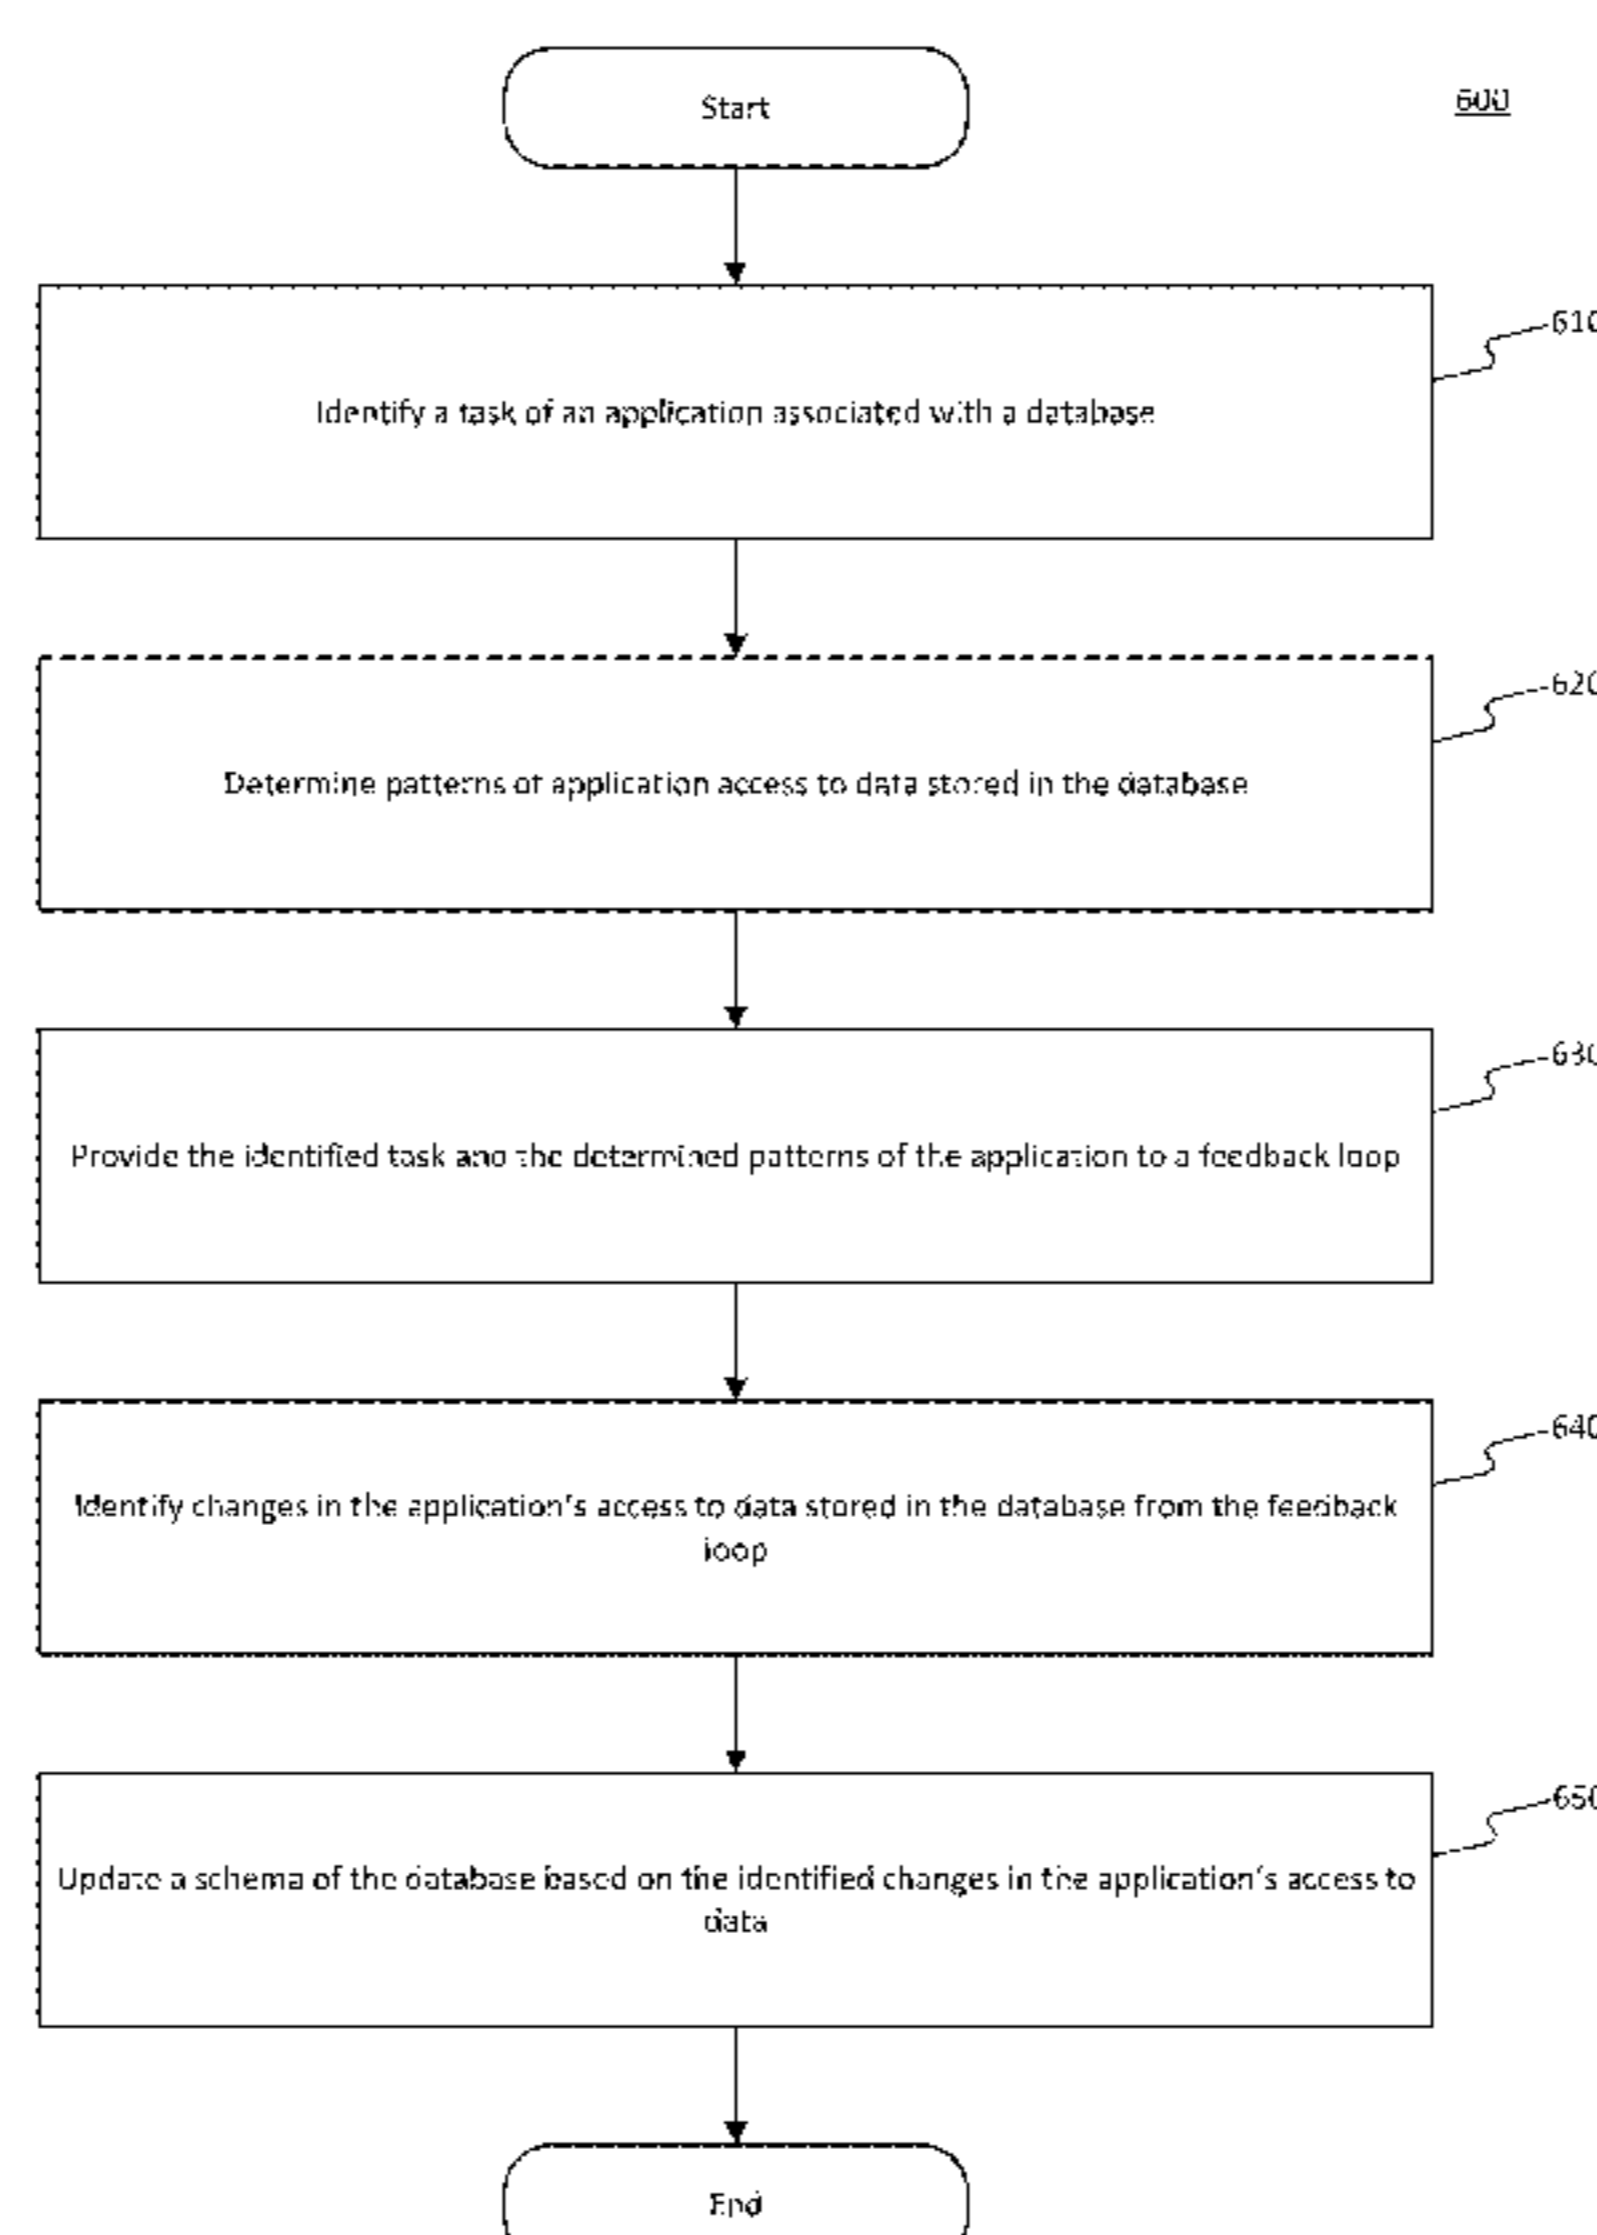 Start
600
610
Identify a task of an application associated with a database
620
Determine patterns of application access to data stored in the database
630
Provide the identified task and the determined patterns of the application to a feedback loop
640
Identify changes in the application's access to data stored in the database from the feedback
loop
650
Update a schema of the database based on the identified changes in the application's access to
data
End